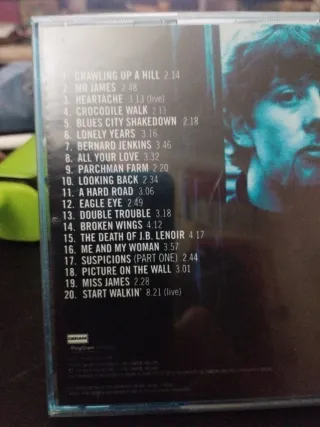 1. CRAWLING UP A HILL 2.14
2. MR JAMES 2.48
3. HEARTACHE 3.13 (live)
4. CROCODILE WALK 2.13
5. BLUES CITY SHAKEDOWN 2.18
6. LONELY YEARS 3.16
7. BERNARD JENKINS 3.46
8. ALL YOUR LOVE 3.32
9. PARCHMAN FARM 2.20
10. LOOKING BACK 2.34
11. A HARD ROAD 3.06
12. EAGLE EYE 2.49
13. DOUBLE TROUBLE 3.18
14. BROKEN WINGS 4.12
15. THE DEATH OF J.B. LENOIR 4.17
16. ME AND MY WOMAN 3.57
17. SUSPICIONS (PART ONE) 2.44
18. PICTURE ON THE WALL 3.01
19. MISS JAMES 2.28
20. START WALKIN' 8.21 (live)
DERAM
PolyGram